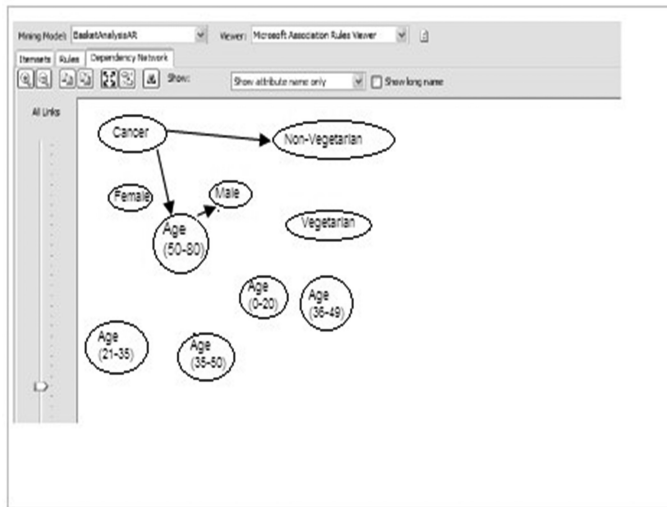 Mining Model: BasketAnalysisAR Viewer: Microsoft Association Rules Viewer
Itemsets Rules Dependency Network
Show: Show attribute name only Show long name
All Links
Cancer
Non-Vegetarian
Female
Male
Age
(50-80)
Vegetarian
Age
(0-20)
Age
(36-49)
Age
(21-35)
Age
(35-50)